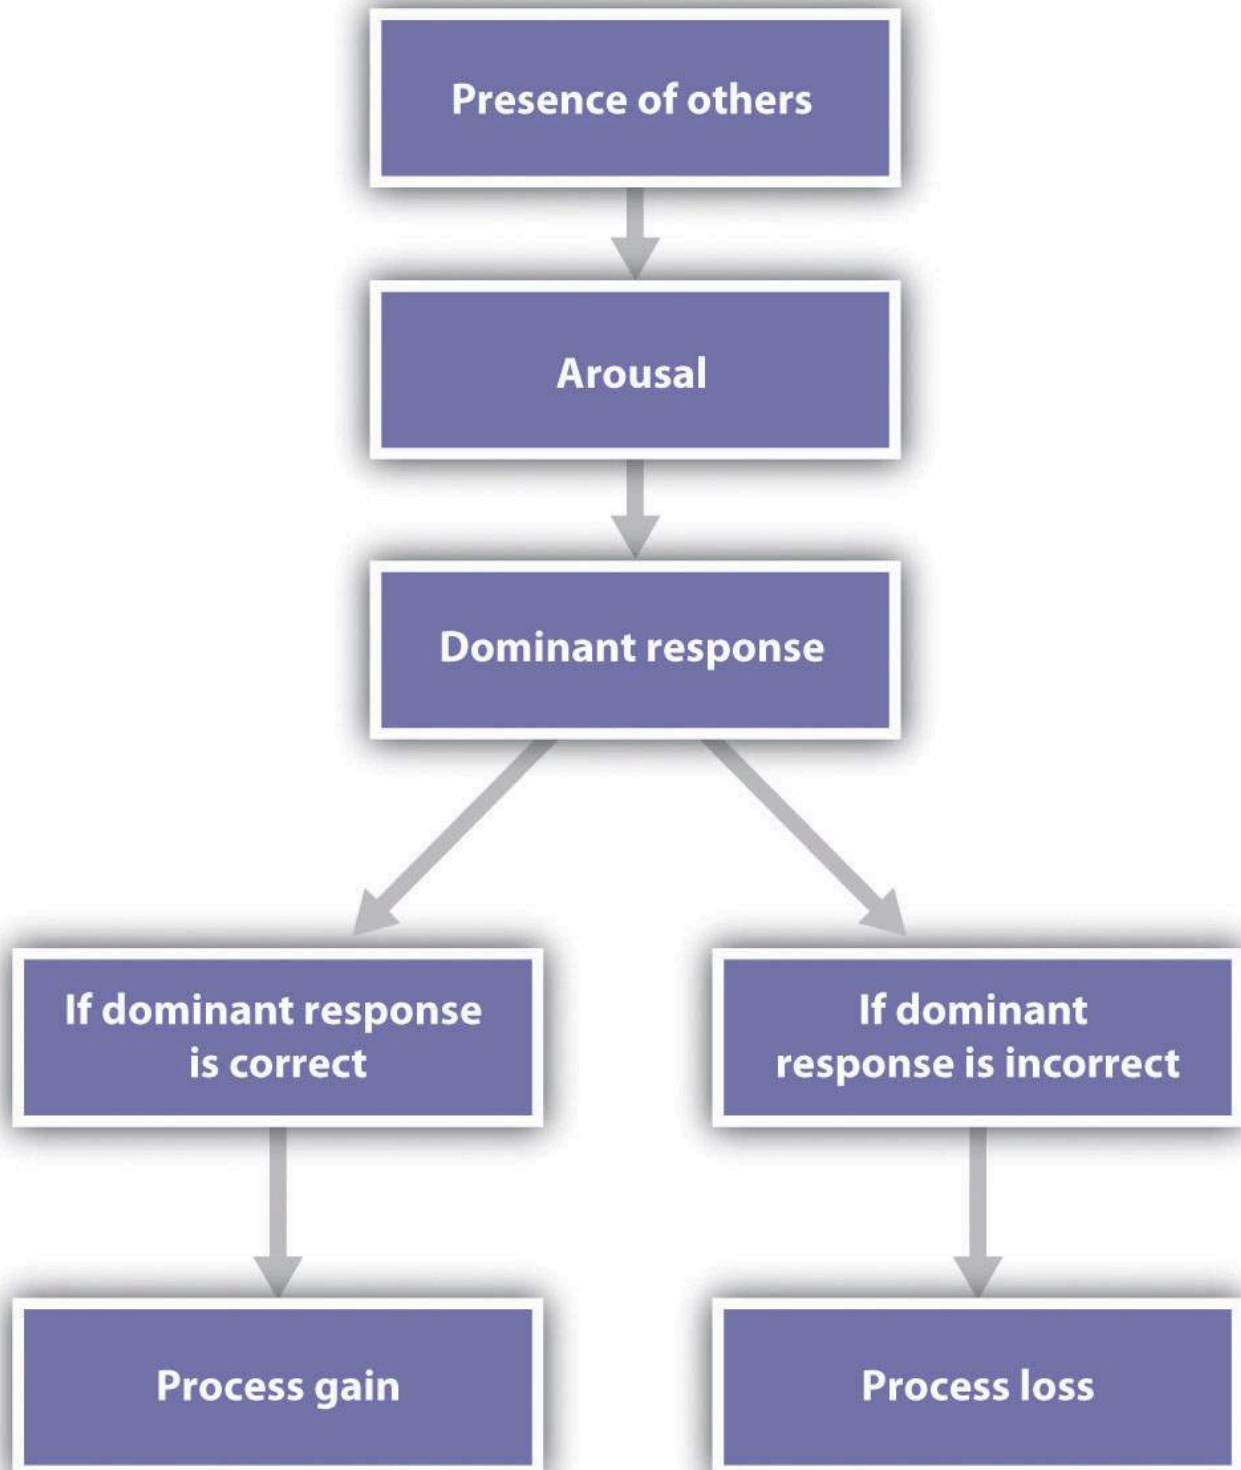 Presence of others
Arousal
Dominant response
If dominant response
is correct
If dominant
response is incorrect
Process gain
Process loss